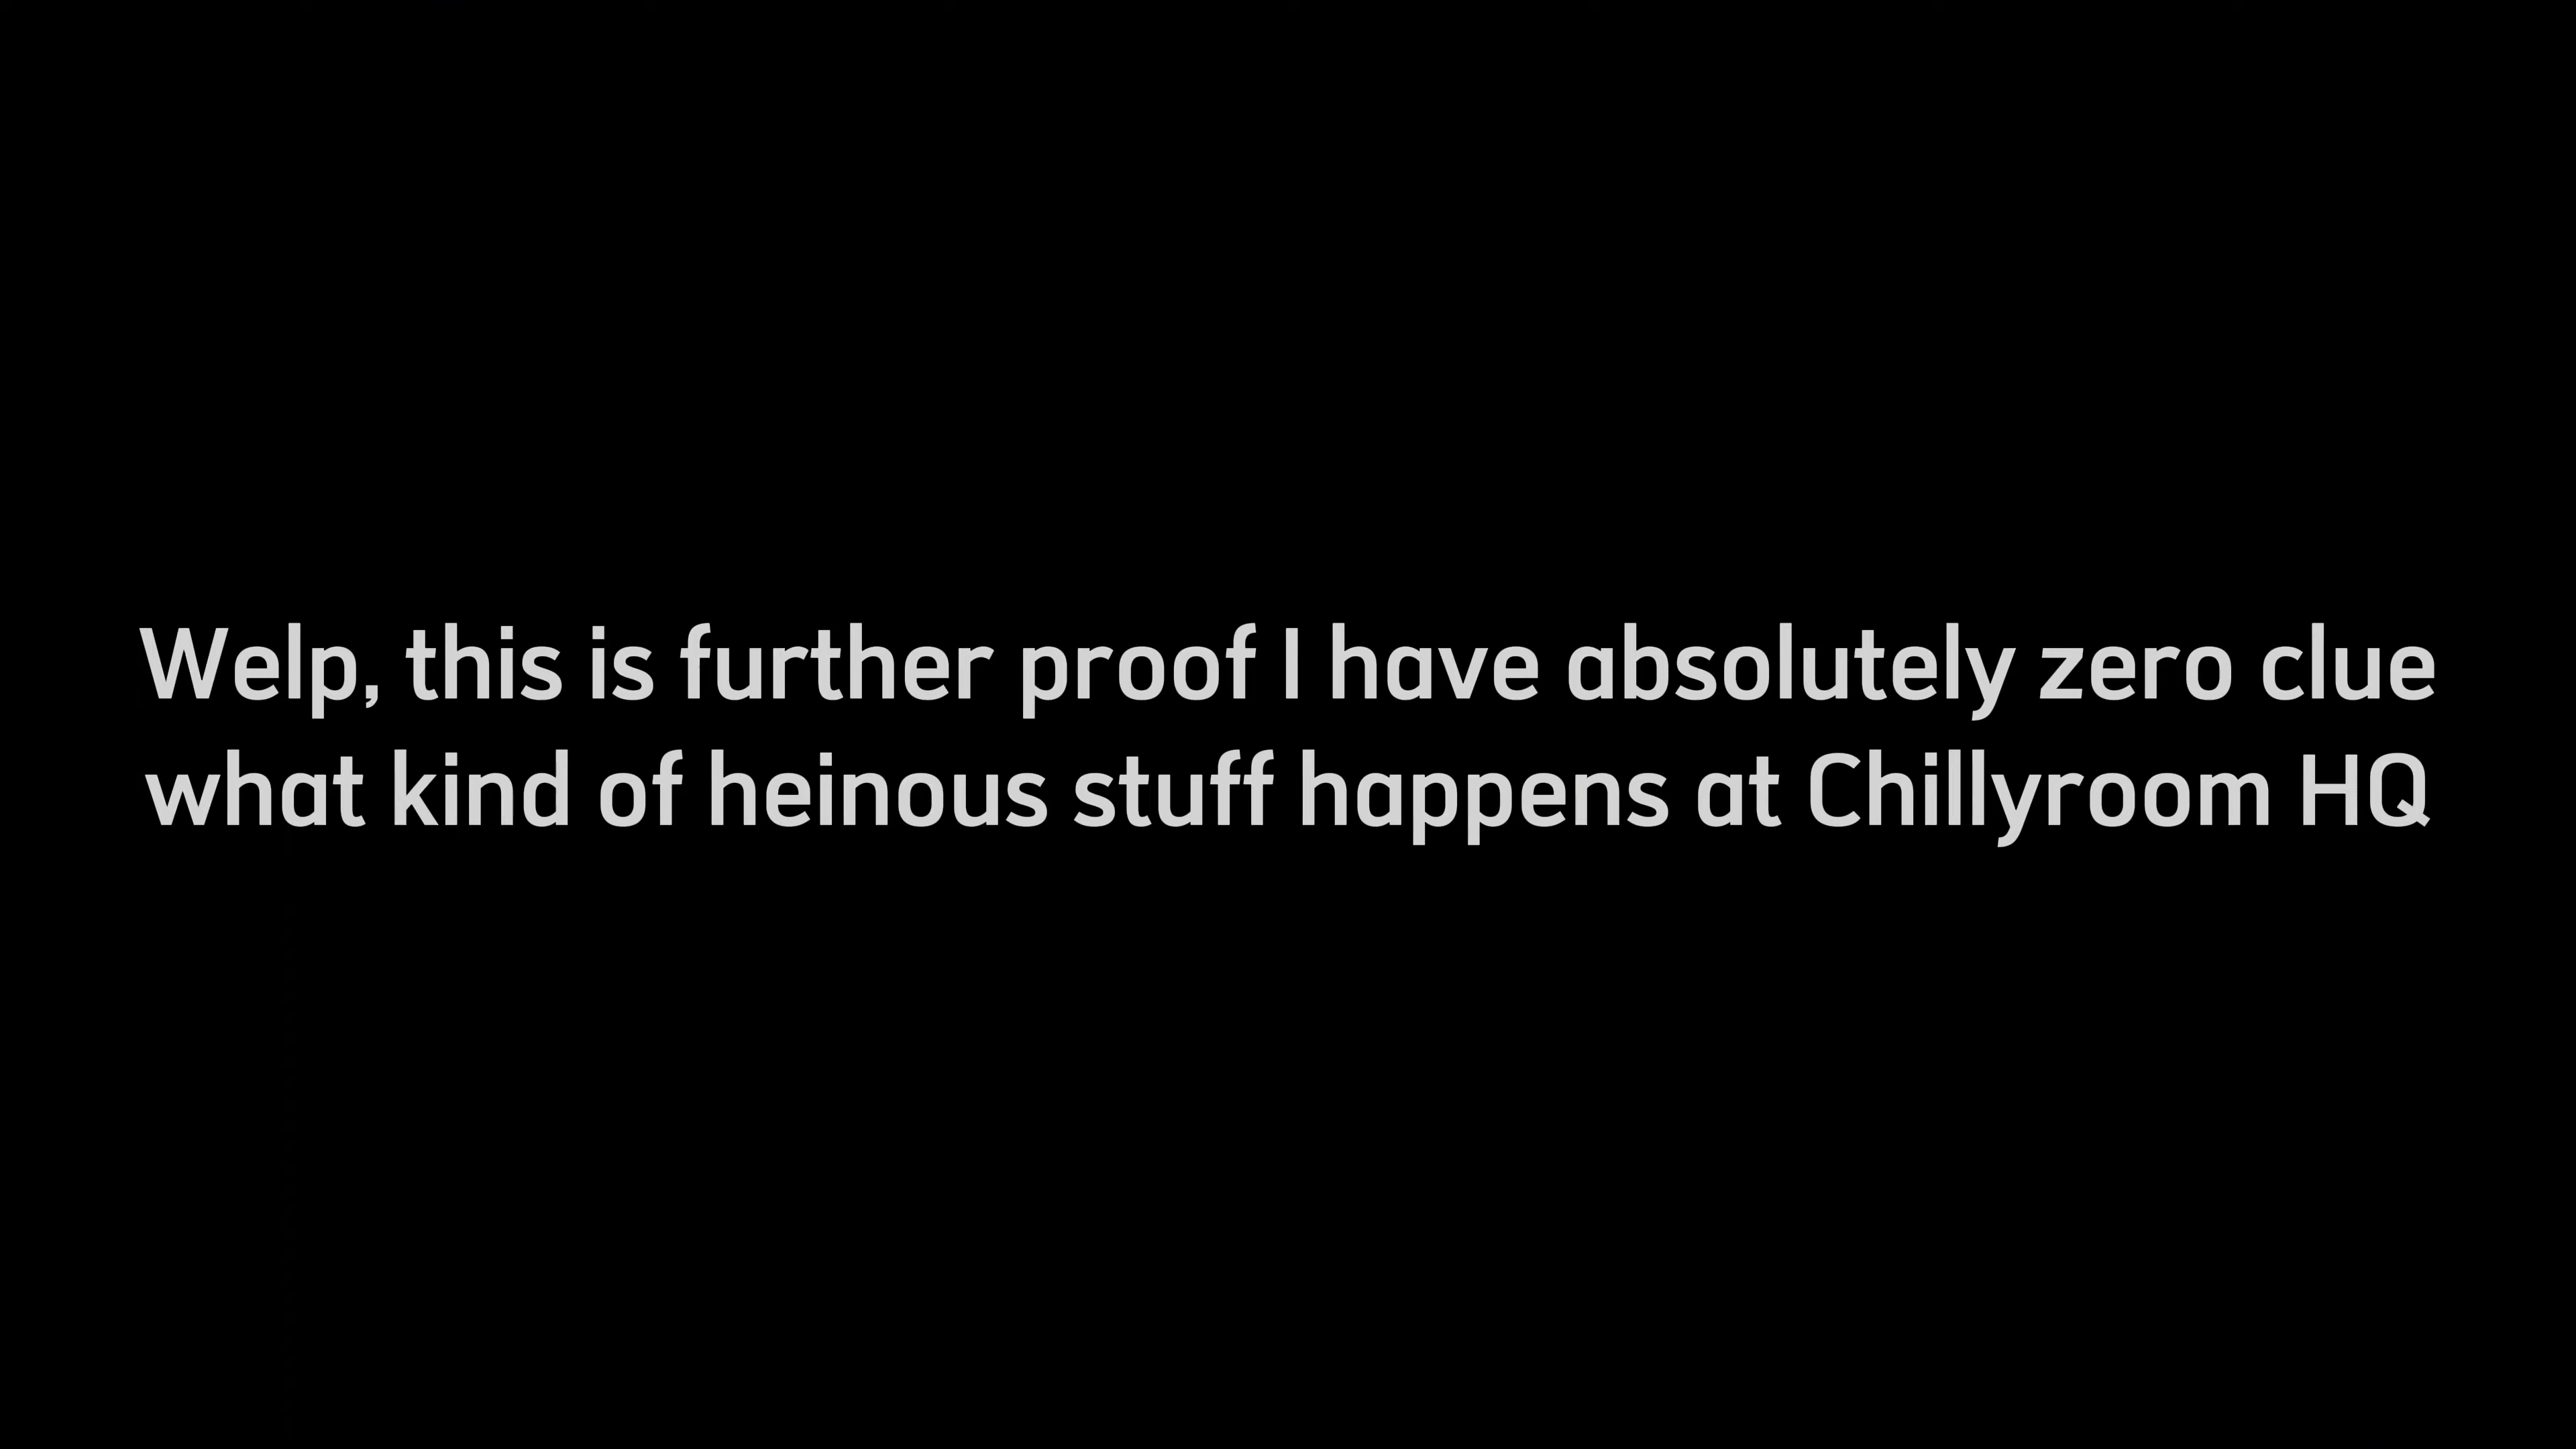 Welp, this is further proof I have absolutely zero clue
what kind of heinous stuff happens at Chillyroom HQ